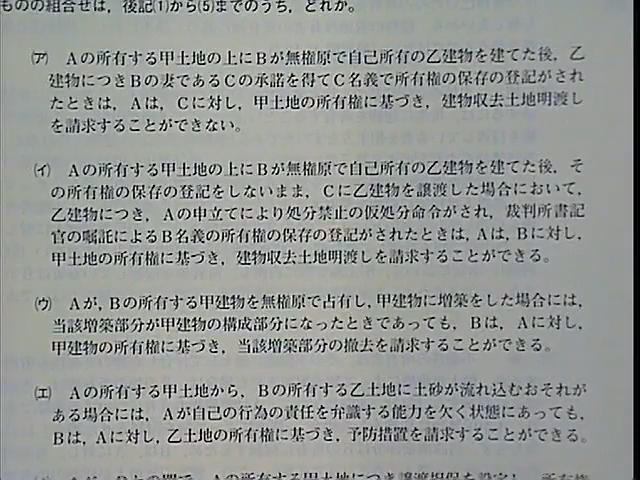 ものの組合せは，後記(1)から(5)までのうち，どれか。
(ア) Aの所有する甲土地の上にBが無権原で自己所有の乙建物を建てた後，乙
建物につきBの妻であるCの承諾を得てC名義で所有権の保存の登記がされ
たときは，Aは，Cに対し，甲土地の所有権に基づき，建物収去土地明渡し
を請求することができない。
(イ) Aの所有する甲土地の上にBが無権原で自己所有の乙建物を建てた後，そ
の所有権の保存の登記をしないまま，Cに乙建物を譲渡した場合において，
乙建物につき，Aの申立てにより処分禁止の仮処分命令がされ，裁判所書記
官の嘱託によるB名義の所有権の保存の登記がされたときは，Aは，Bに対し，
甲土地の所有権に基づき，建物収去土地明渡しを請求することができる。
(ウ) Aが，Bの所有する甲建物を無権原で占有し，甲建物に増築をした場合には，
当該増築部分が甲建物の構成部分になったときであっても，Bは，Aに対し，
甲建物の所有権に基づき，当該増築部分の撤去を請求することができる。
(エ) Aの所有する甲土地から，Bの所有する乙土地に土砂が流れ込むおそれが
ある場合には，Aが自己の行為の責任を弁識する能力を欠く状態にあっても，
Bは，Aに対し，乙土地の所有権に基づき，予防措置を請求することができる。